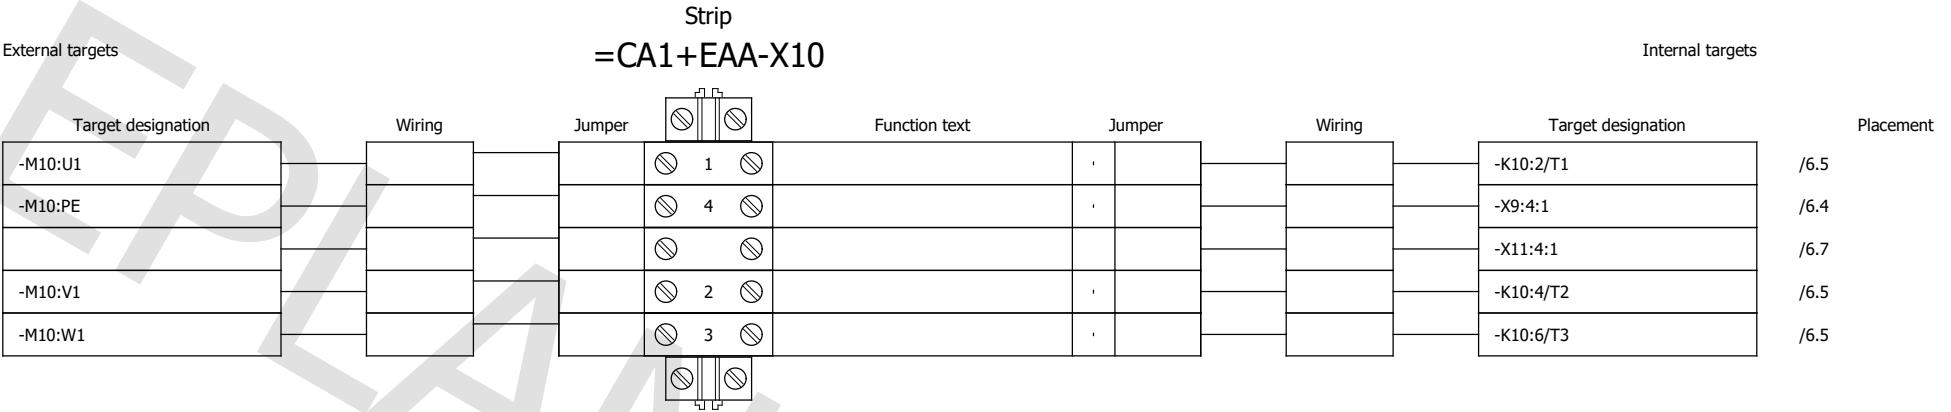 Strip
External targets
=CA1+EAA-X10
Internal targets
Target designation Wiring Jumper Function text Jumper Wiring Target designation Placement
-M10:U1 1 ' -K10:2/T1 /6.5
-M10:PE 4 ' -X9:4:1 /6.4
-X11:4:1 /6.7
-M10:V1 2 ' -K10:4/T2 /6.5
-M10:W1 3 ' -K10:6/T3 /6.5
EPLAN